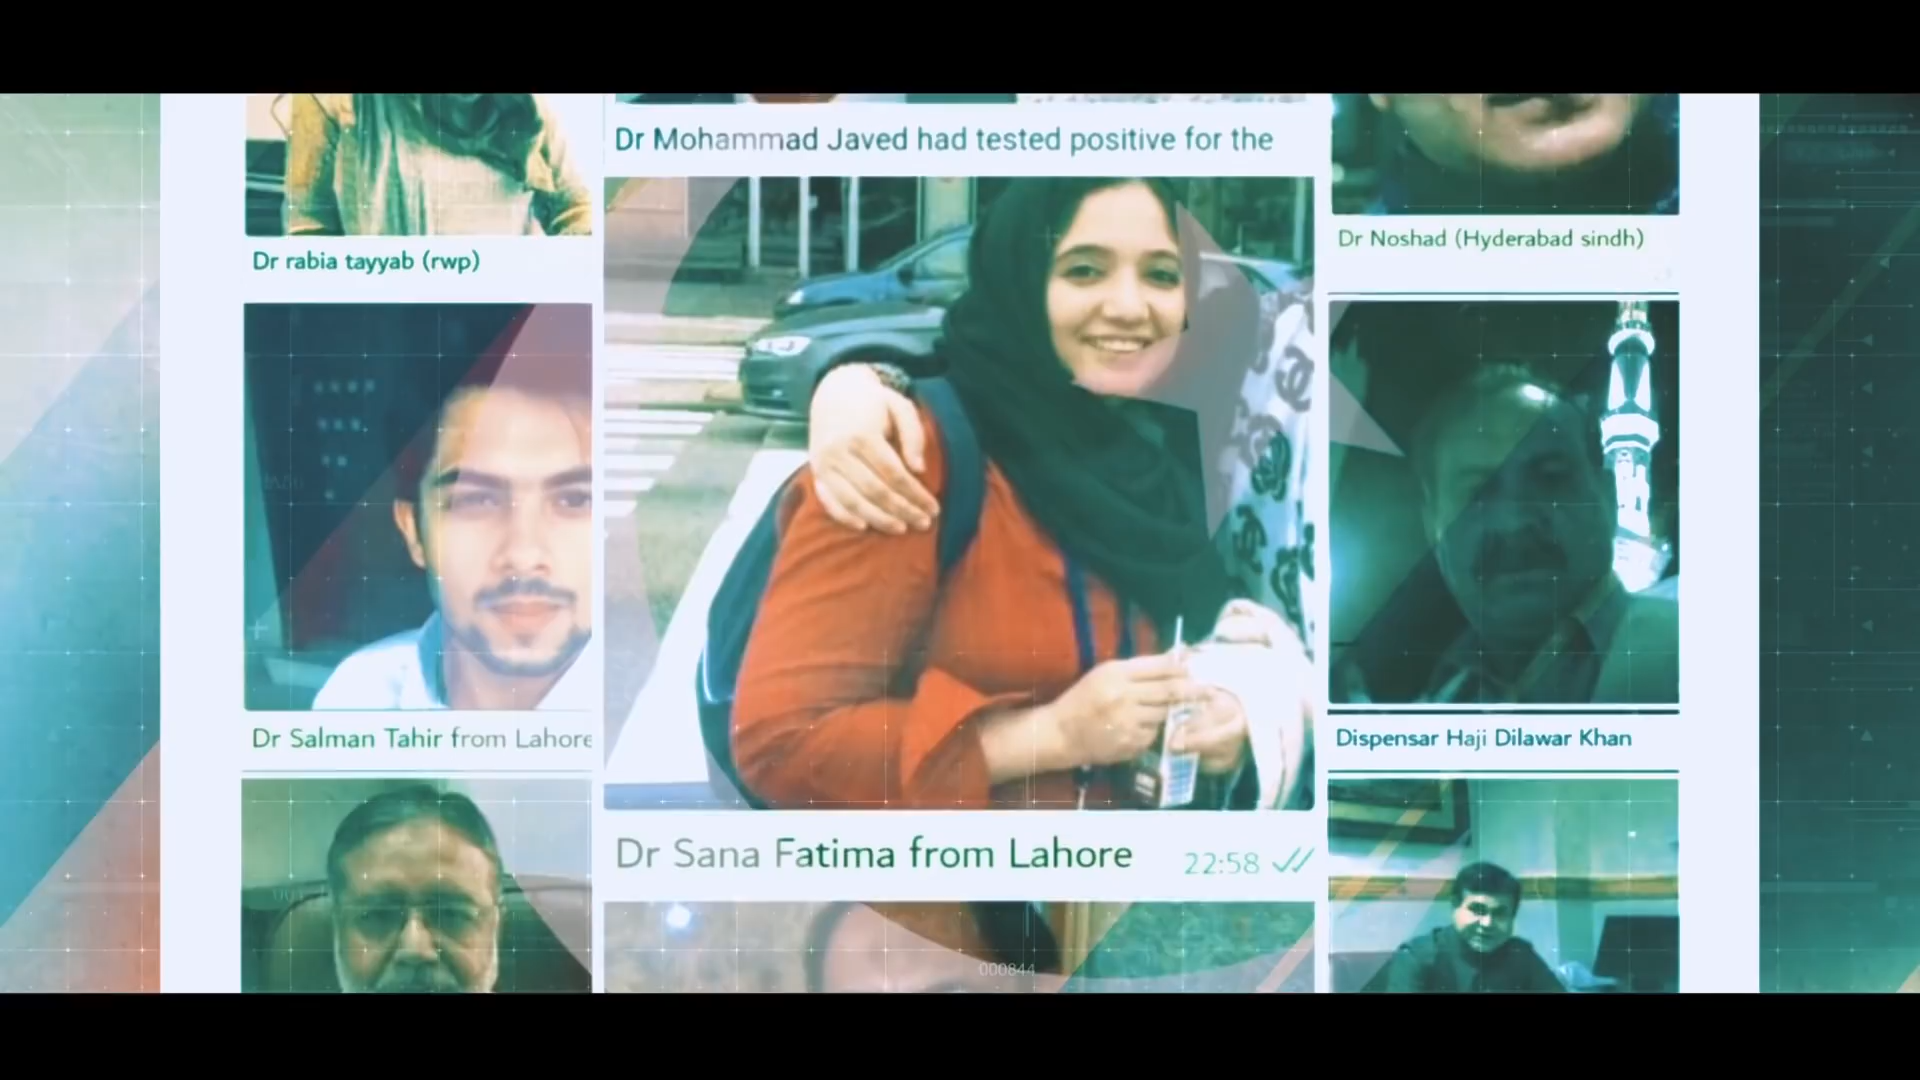 Dr Mohammad Javed had tested positive for the
Dr rabia tayyab (rwp)
Dr Noshad (Hyderabad sindh)
Dr Salman Tahir from Lahore
Dispensar Haji Dilawar Khan
Dr Sana Fatima from Lahore
22:58
000844